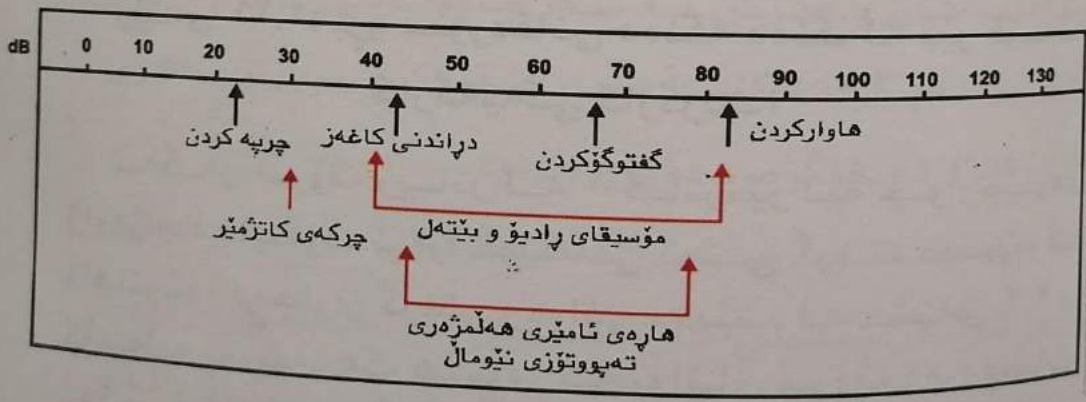 dB 0 10 20 30 40 50 60 70 80 90 100 110 120 130
هاوارکردن
گفتوگۆکردن
دڕاندنی کاغەز
چرپە کردن
مۆسیقای ڕادیۆ و بێتەل
چرکەی کاتژمێر
هاڕەی ئامێری هەڵمژەری
تەپووتۆزی نێوماڵ